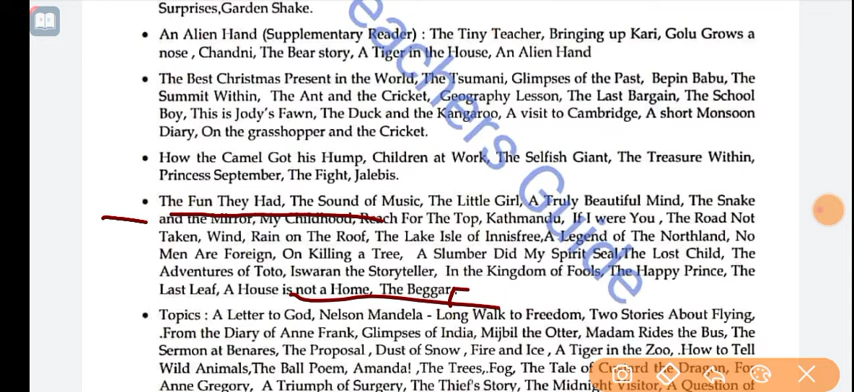 Surprises,Garden Shake.
• An Alien Hand (Supplementary Reader) : The Tiny Teacher, Bringing up Kari, Golu Grows a
nose , Chandni, The Bear story, A Tiger in the House, An Alien Hand
• The Best Christmas Present in the World, The Tsumani, Glimpses of the Past, Bepin Babu, The
Summit Within, The Ant and the Cricket, Geography Lesson, The Last Bargain, The School
Boy, This is Jody's Fawn, The Duck and the Kangaroo, A visit to Cambridge, A short Monsoon
Diary, On the grasshopper and the Cricket.
• How the Camel Got his Hump, Children at Work, The Selfish Giant, The Treasure Within,
Princess September, The Fight, Jalebis.
• The Fun They Had, The Sound of Music, The Little Girl, A Truly Beautiful Mind, The Snake
and the Mirror, My Childhood, Reach For The Top, Kathmandu, If I were You , The Road Not
Taken, Wind, Rain on The Roof, The Lake Isle of Innisfree,A Legend of The Northland, No
Men Are Foreign, On Killing a Tree, A Slumber Did My Spirit Seal,The Lost Child, The
Adventures of Toto, Iswaran the Storyteller, In the Kingdom of Fools, The Happy Prince, The
Last Leaf, A House is not a Home, The Beggar.
• Topics : A Letter to God, Nelson Mandela - Long Walk to Freedom, Two Stories About Flying,
.From the Diary of Anne Frank, Glimpses of India, Mijbil the Otter, Madam Rides the Bus, The
Sermon at Benares, The Proposal , Dust of Snow , Fire and Ice , A Tiger in the Zoo, .How to Tell
Wild Animals,The Ball Poem, Amanda! ,The Trees,.Fog, The Tale of Custard the Dragon, For
Anne Gregory, A Triumph of Surgery, The Thief's Story, The Midnight Visitor, A Question of
Teachers Guide